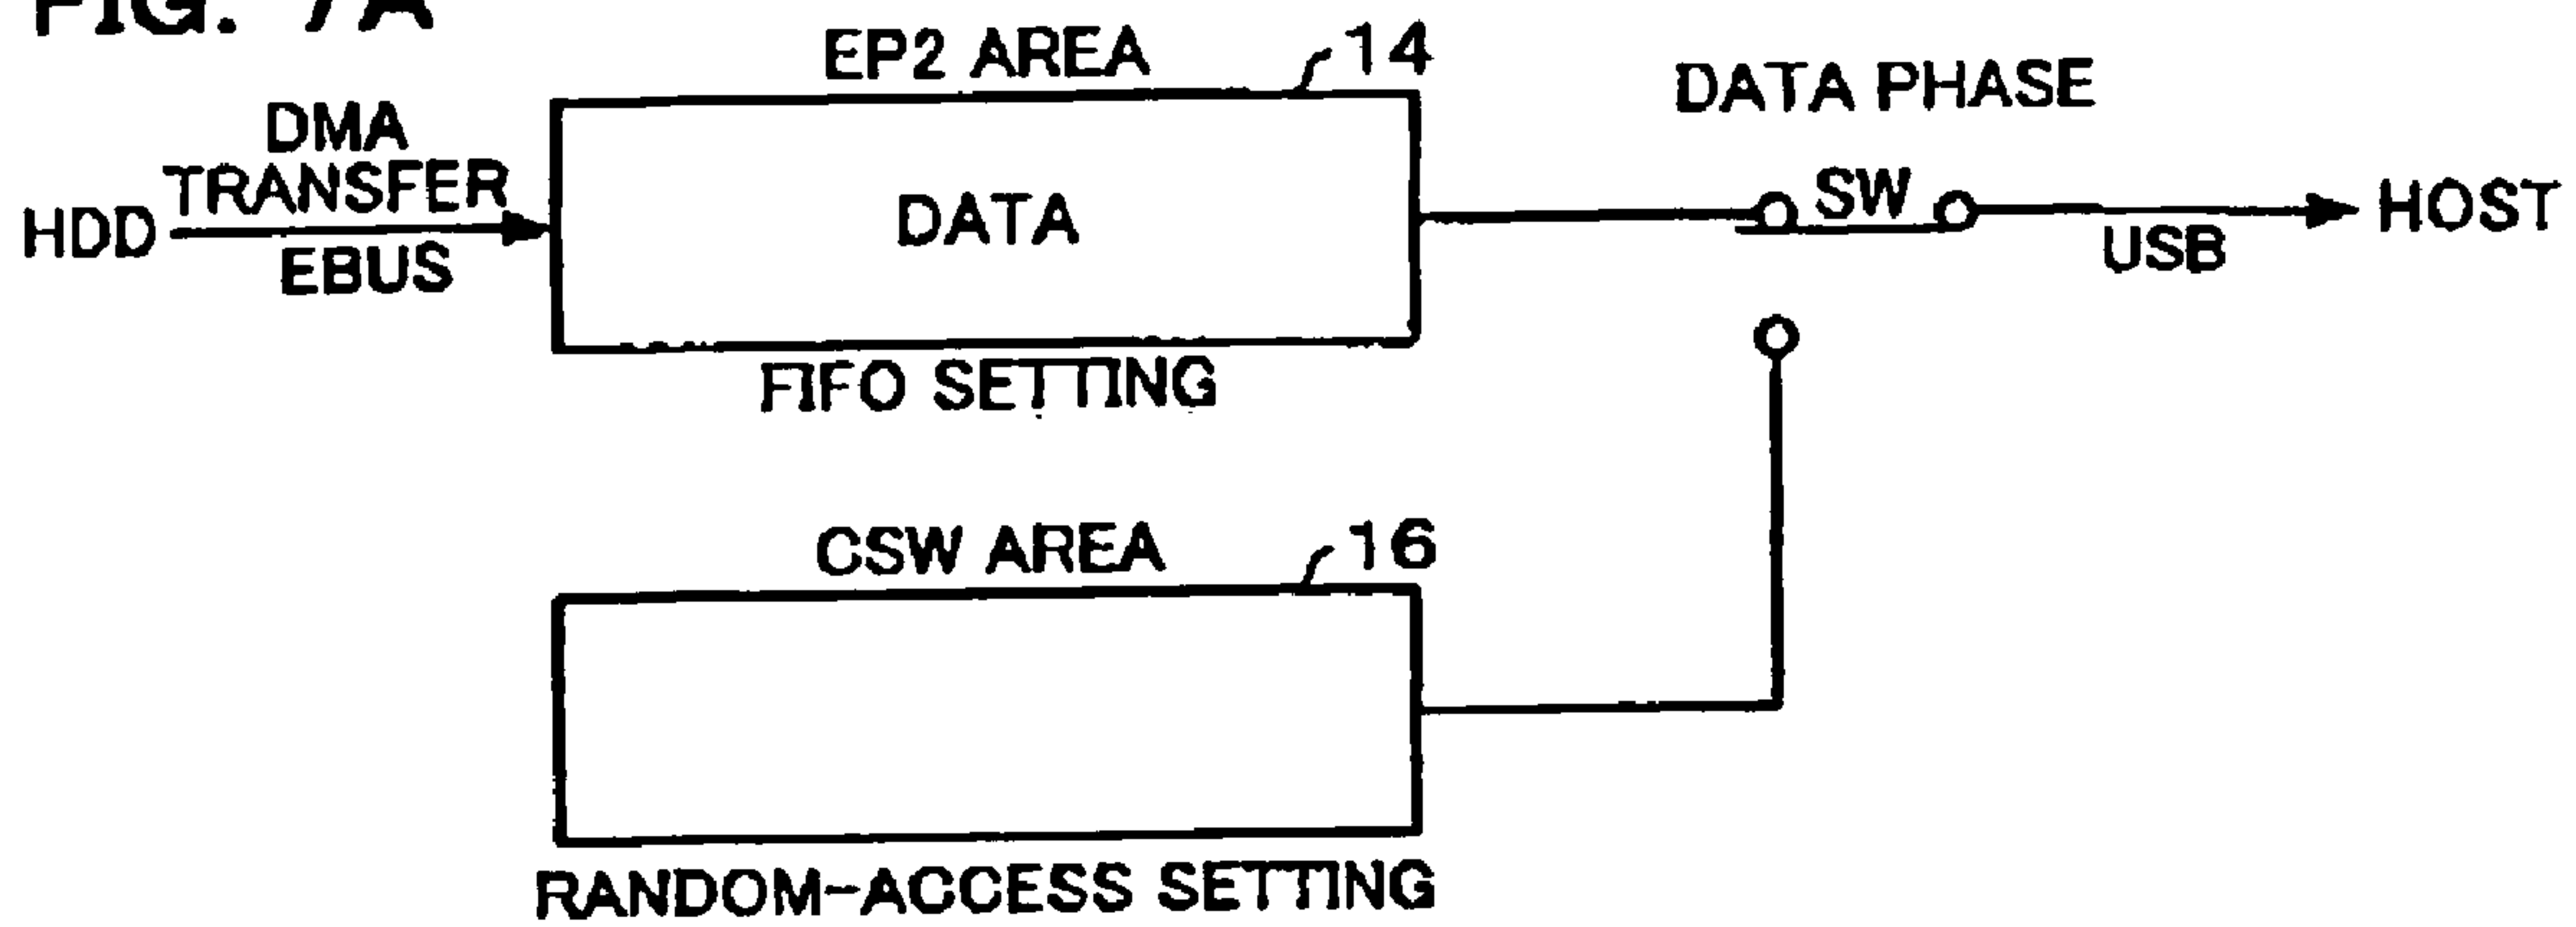 FIG. 7A
EP2 AREA
14
DATA PHASE
DMA
TRANSFER
HDD
EBUS
DATA
SW
USB
HOST
FIFO SETTING
CSW AREA
16
RANDOM-ACCESS SETTING